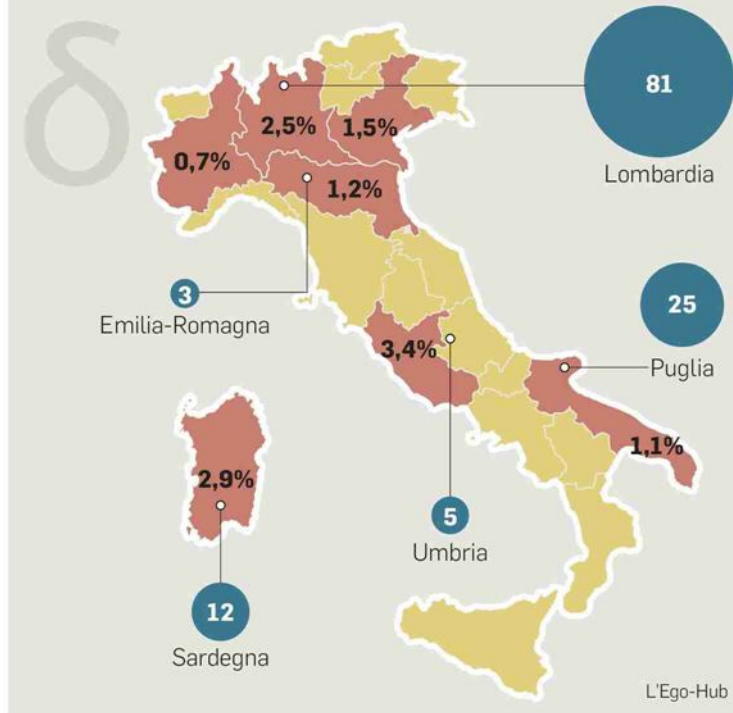 δ
81
Lombardia
2,5%
1,5%
0,7%
1,2%
3
Emilia-Romagna
25
Puglia
3,4%
1,1%
2,9%
5
Umbria
12
Sardegna
L'Ego-Hub